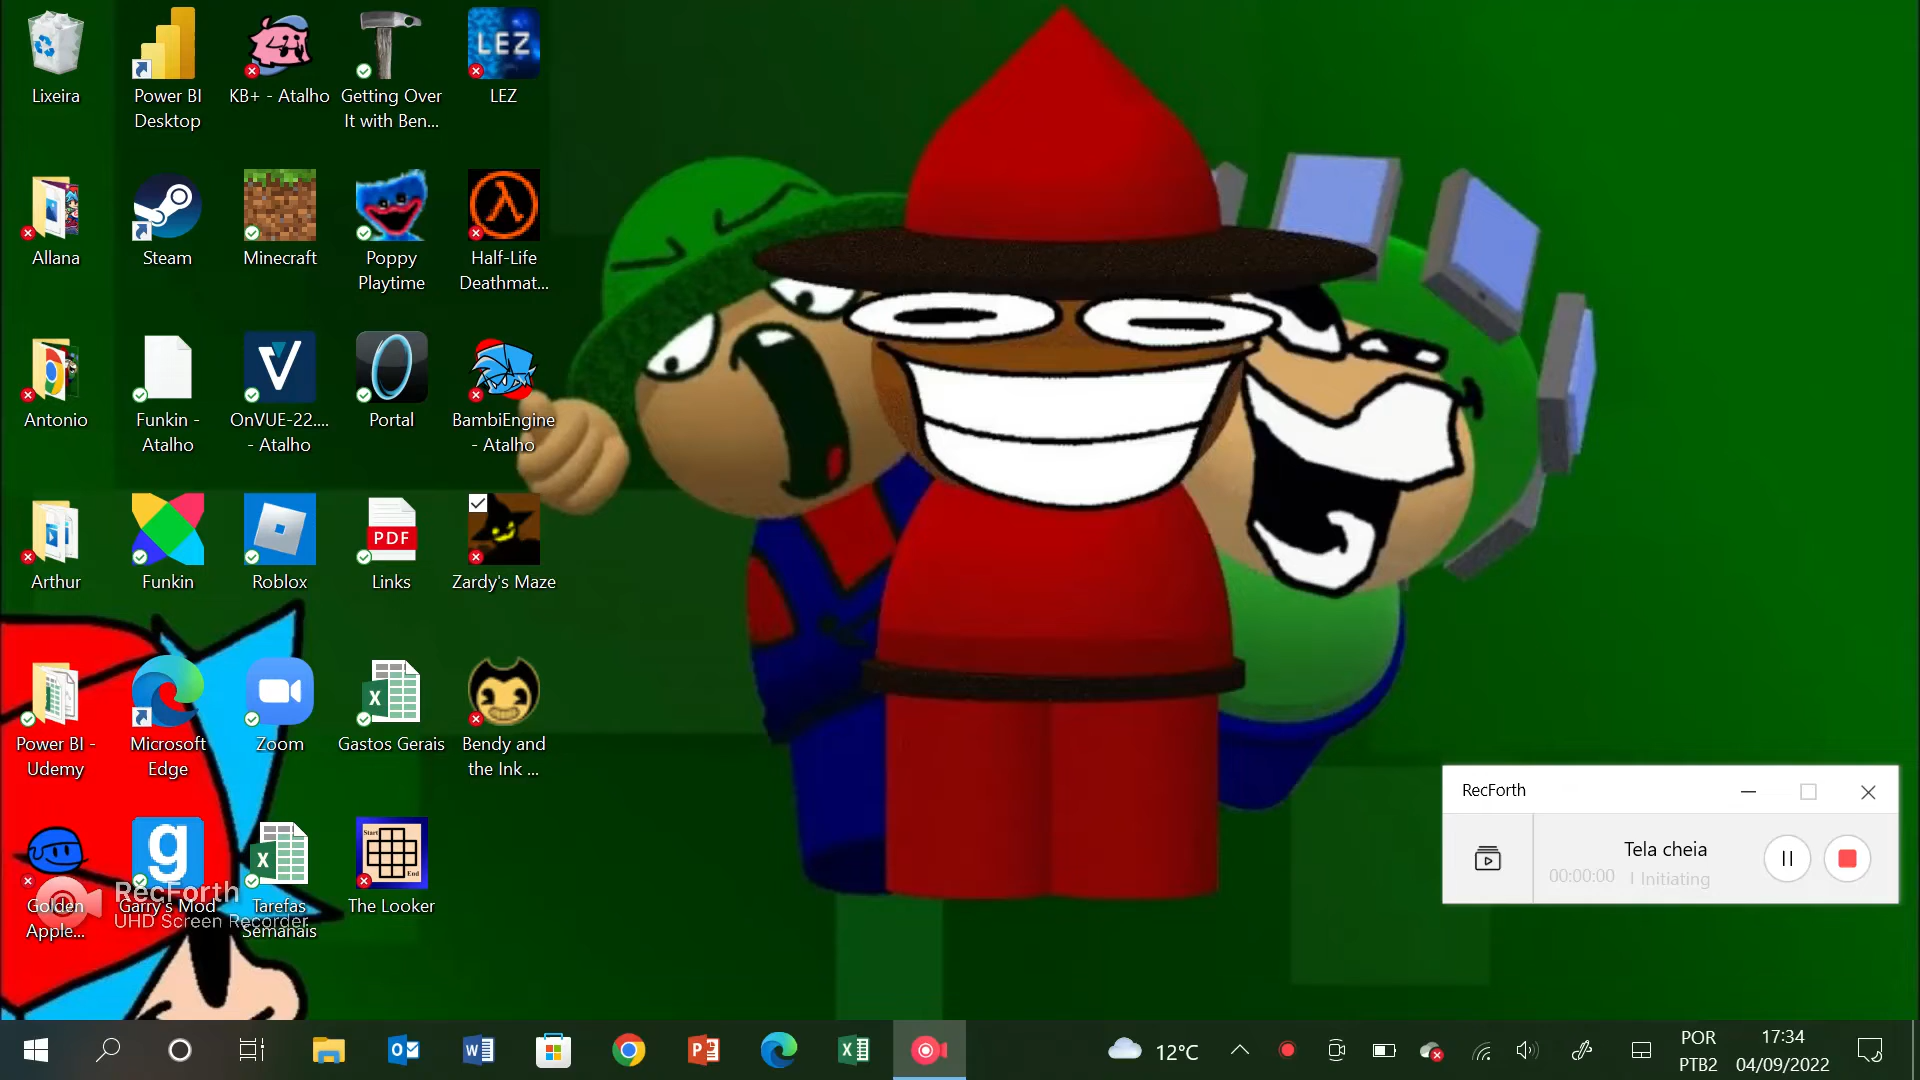 Lixeira
Power BI
Desktop
KB+ - Atalho
Getting Over
It with Ben...
LEZ
LEZ
Allana
Steam
Minecraft
Poppy
Playtime
Half-Life
Deathmat...
Antonio
Funkin -
Atalho
OnVUE-22....
- Atalho
Portal
BambiEngine
- Atalho
Arthur
Funkin
Roblox
PDF
Links
Zardy's Maze
Power BI -
Udemy
Microsoft
Edge
Zoom
Gastos Gerais
Bendy and
the Ink ...
Golden
Apple...
g
Garry's Mod
Tarefas
Semanais
Start
End
The Looker
RecForth
UHD Screen Recorder
RecForth
Tela cheia
00:00:00 | Initiating
12°C
POR
PTB2
17:34
04/09/2022